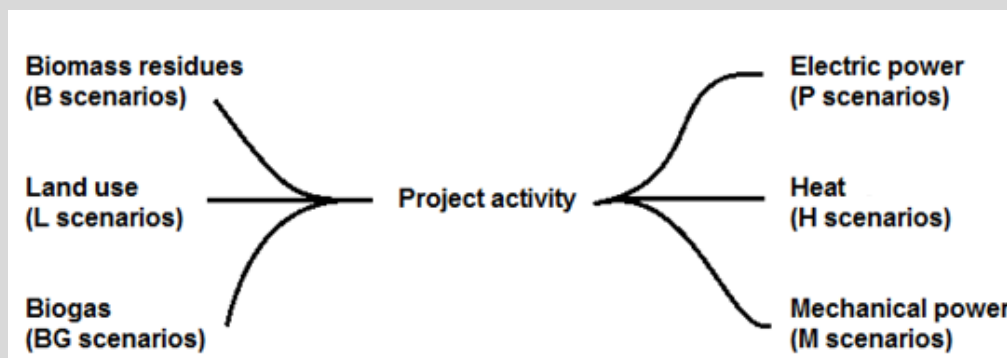 Biomass residues
(B scenarios)
Land use
(L scenarios)
Biogas
(BG scenarios)
Project activity
Electric power
(P scenarios)
Heat
(H scenarios)
Mechanical power
(M scenarios)